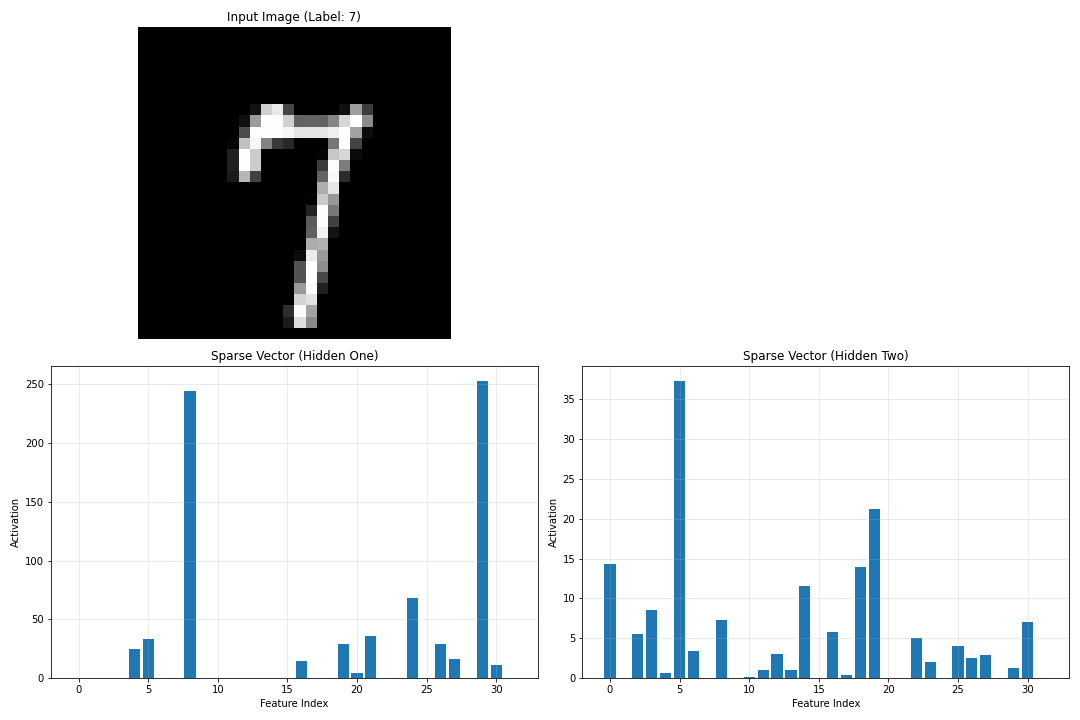 Input Image (Label: 7)
7
Sparse Vector (Hidden One)
Activation
250
200
150
100
50
0
0 5 10 15 20 25 30
Feature Index
Sparse Vector (Hidden Two)
Activation
35
30
25
20
15
10
5
0
0 5 10 15 20 25 30
Feature Index